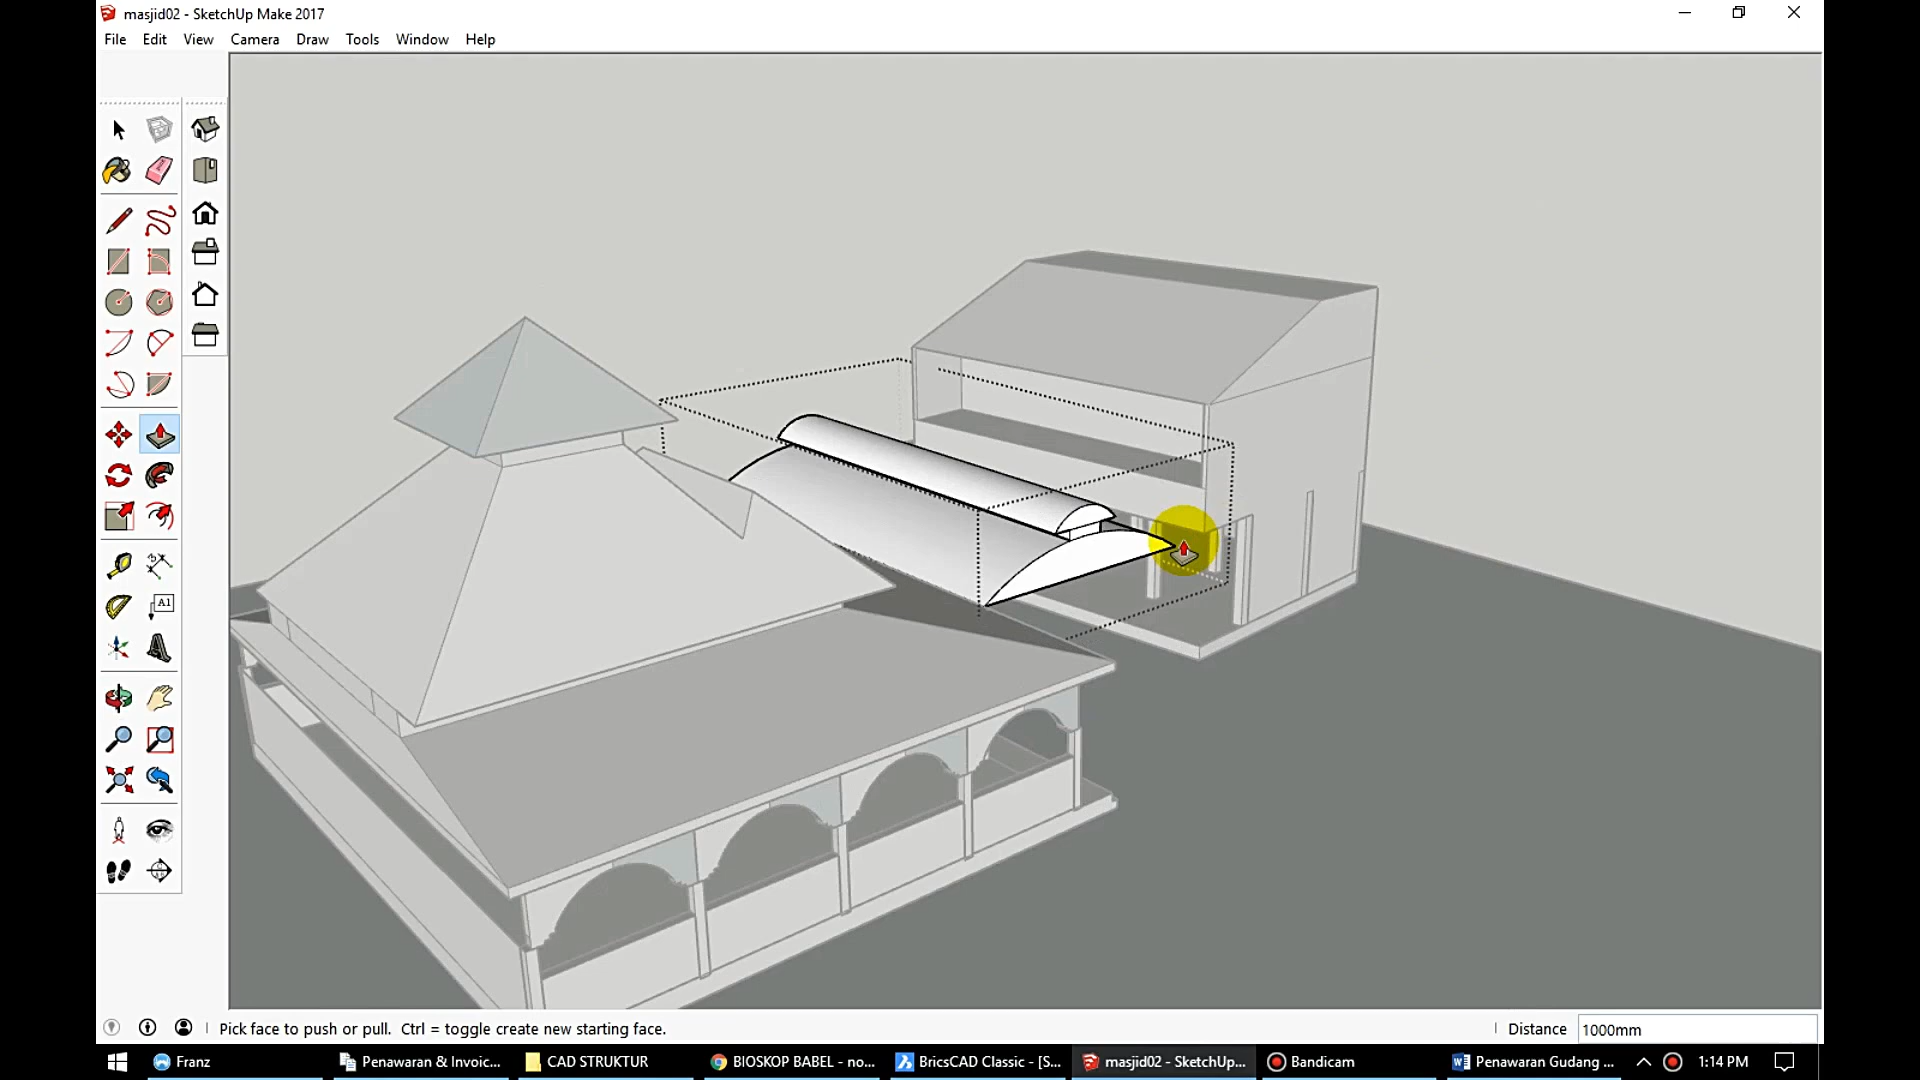 masjid02 - SketchUp Make 2017
File Edit View Camera Draw Tools Window Help
A1
Pick face to push or pull. Ctrl = toggle create new starting face.
Distance 1000mm
Franz
Penawaran & Invoic...
CAD STRUKTUR
BIOSKOP BABEL - no...
BricsCAD Classic - [S...
masjid02 - SketchUp...
Bandicam
Penawaran Gudang ...
1:14 PM